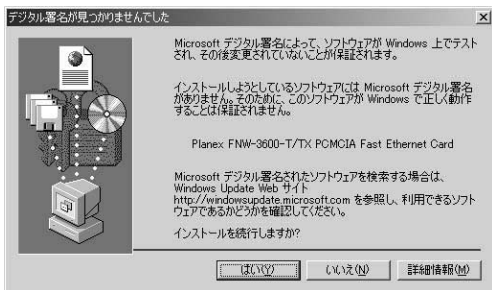 デジタル署名が見つかりませんでした
Microsoft デジタル署名によって、ソフトウェアが Windows 上でテスト
され、その後変更されていないことが保証されます。
インストールしようとしているソフトウェアには Microsoft デジタル署名
がありません。そのために、このソフトウェアが Windows で正しく動作
することは保証されません。
Planex FNW-3600-T/TX PCMCIA Fast Ethernet Card
Microsoft デジタル署名されたソフトウェアを検索する場合は、
Windows Update Web サイト
http://windowsupdate.microsoft.com を参照し、利用できるソフト
ウェアであるかどうかを確認してください。
インストールを続行しますか?
はい(Y) いいえ(N) 詳細情報(M)